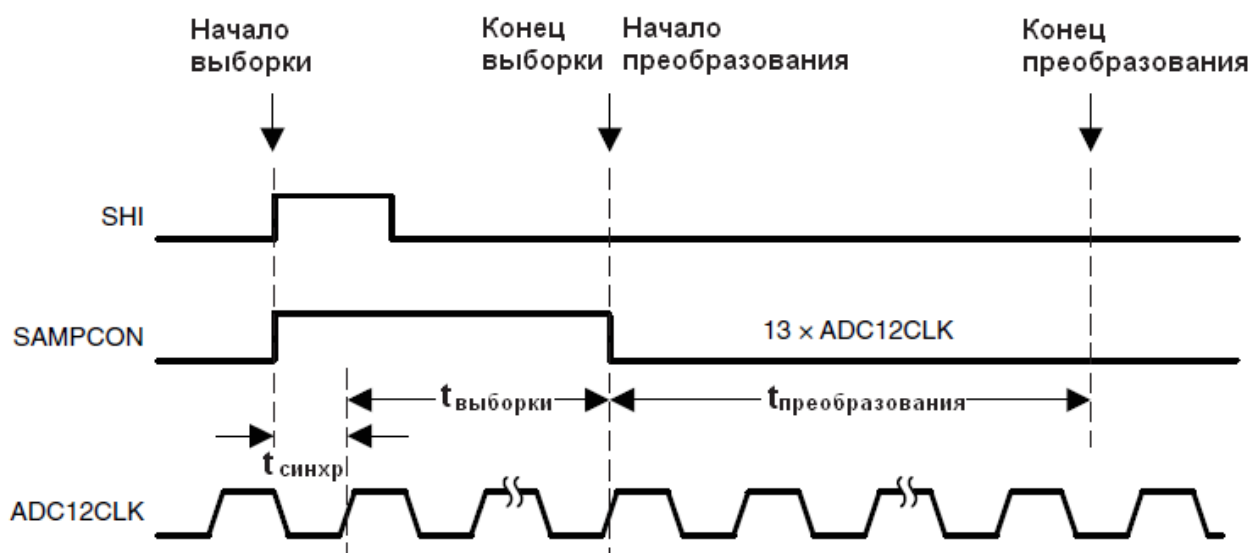 Начало
выборки
Конец
выборки
Начало
преобразования
Конец
преобразования
SHI
SAMPCON
13 × ADC12CLK
tвыборки
tпреобразования
tсинхр
ADC12CLK